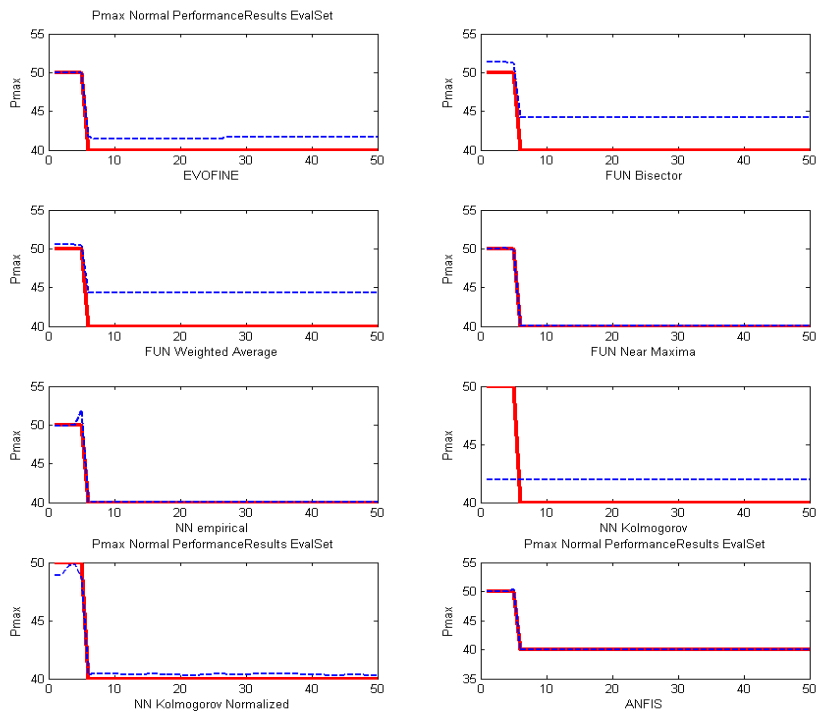 Pmax Normal PerformanceResults EvalSet
55
50
45
40
Pmax
0 10 20 30 40 50
EVOFINE
55
50
45
40
Pmax
0 10 20 30 40 50
FUN Bisector
55
50
45
40
Pmax
0 10 20 30 40 50
FUN Weighted Average
55
50
45
40
Pmax
0 10 20 30 40 50
FUN Near Maxima
55
50
45
40
Pmax
0 10 20 30 40 50
NN empirical
50
45
40
Pmax
0 10 20 30 40 50
NN Kolmogorov
Pmax Normal PerformanceResults EvalSet
50
45
40
Pmax
0 10 20 30 40 50
NN Kolmogorov Normalized
Pmax Normal PerformanceResults EvalSet
55
50
45
40
35
Pmax
0 10 20 30 40 50
ANFIS